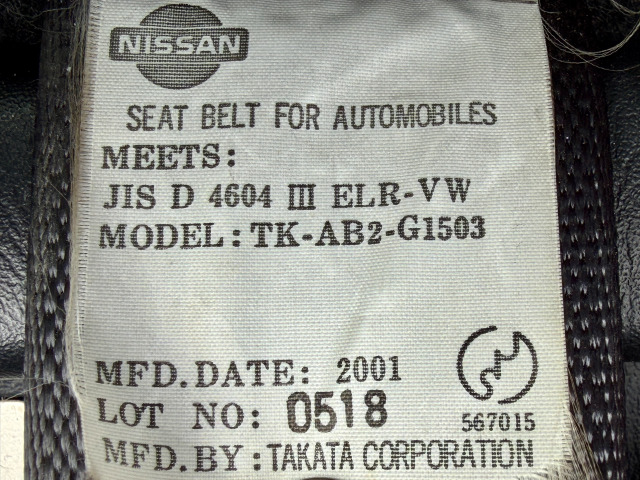 NISSAN
SEAT BELT FOR AUTOMOBILES
MEETS:
JIS D 4604 III ELR-VW
MODEL: TK-AB2-G1503
MFD.DATE: 2001
LOT NO: 0518
567015
MFD.BY: TAKATA CORPORATION